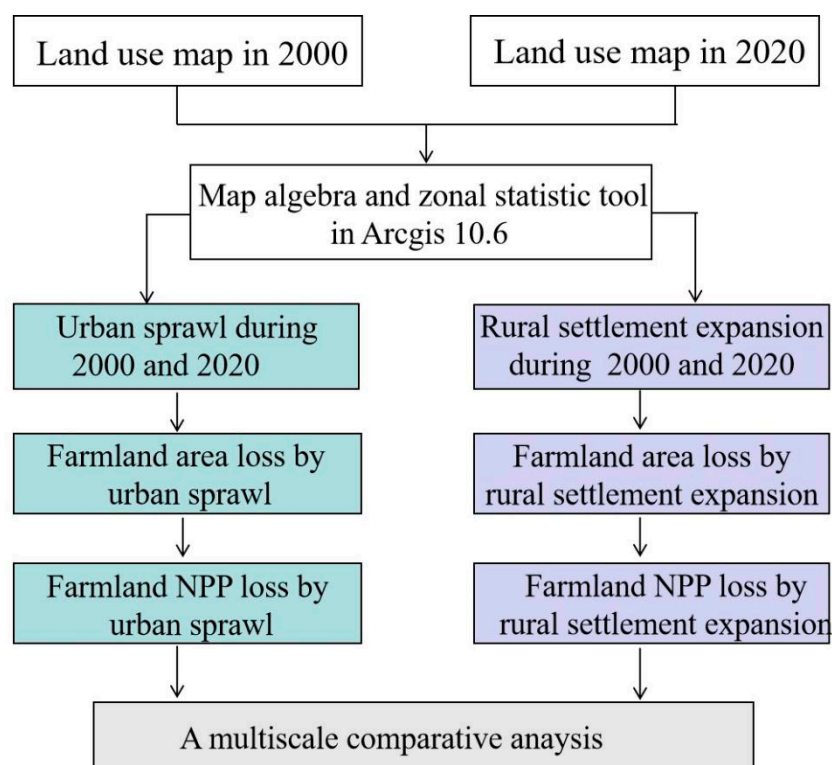 Land use map in 2000
Land use map in 2020
Map algebra and zonal statistic tool
in Arcgis 10.6
Urban sprawl during
2000 and 2020
Rural settlement expansion
during 2000 and 2020
Farmland area loss by
urban sprawl
Farmland area loss by
rural settlement expansion
Farmland NPP loss by
urban sprawl
Farmland NPP loss by
rural settlement expansion
A multiscale comparative anaysis